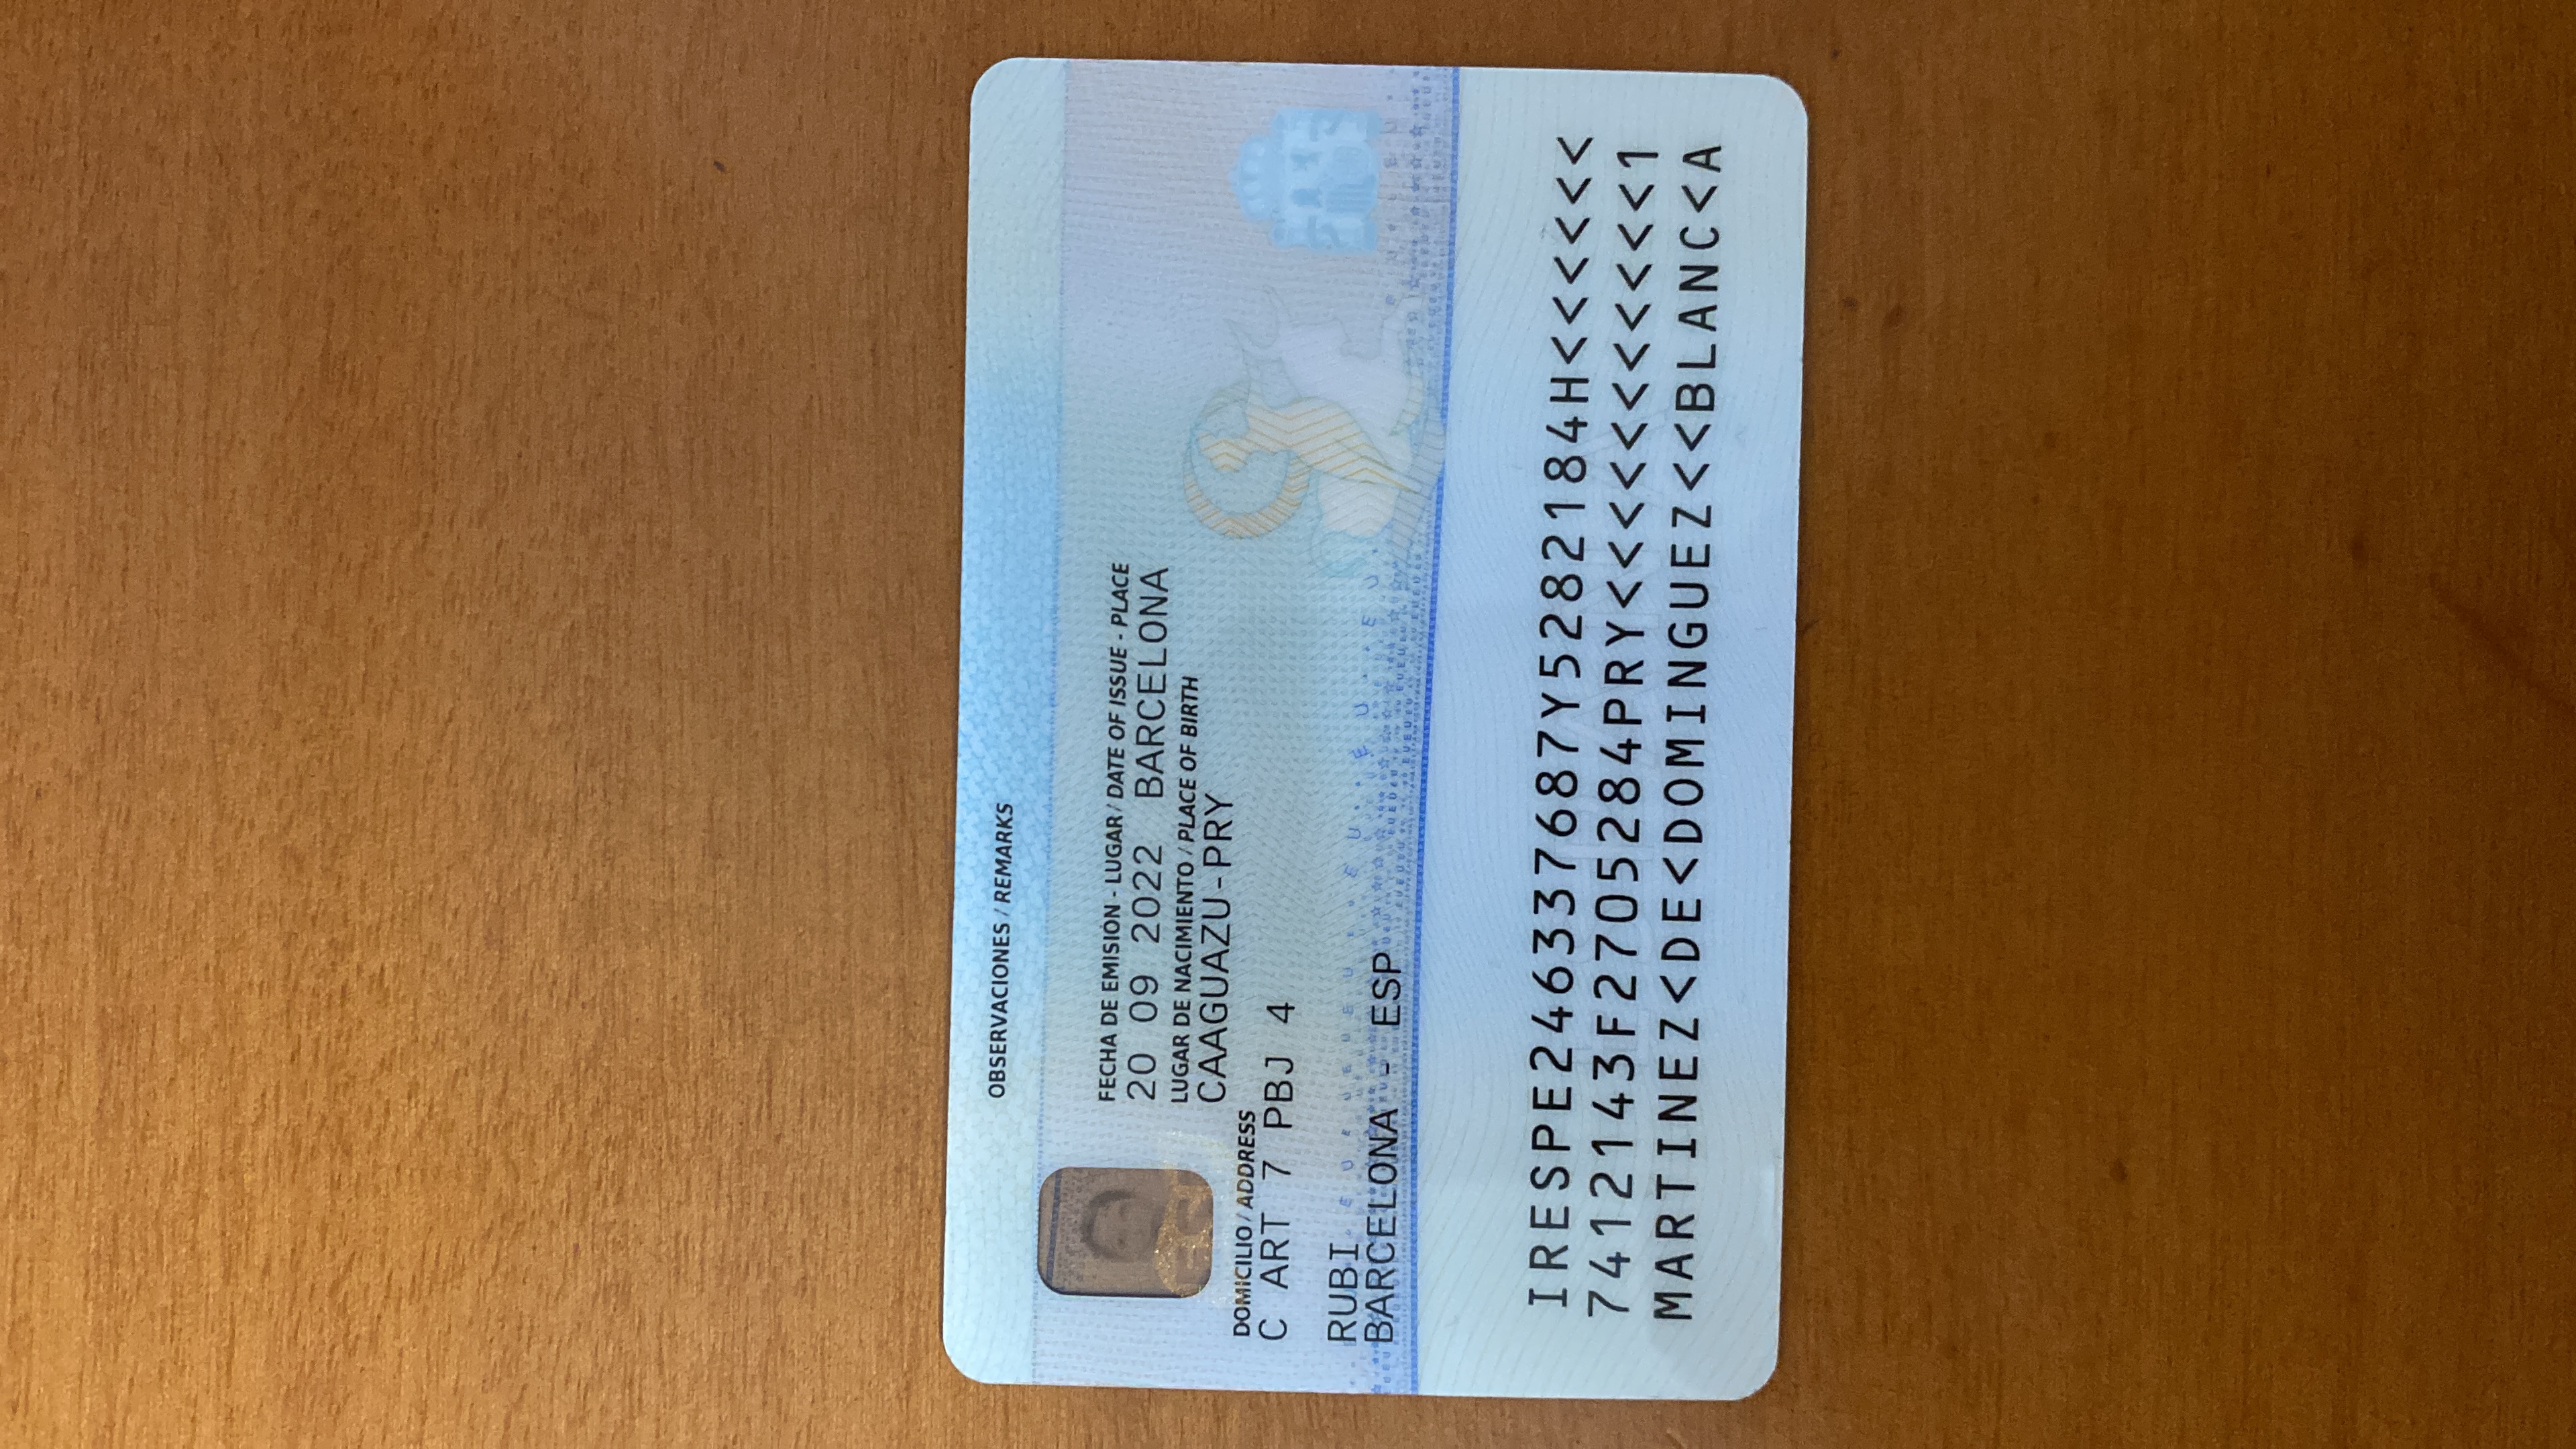 OBSERVACIONES / REMARKS
FECHA DE EMISIÓN - LUGAR / DATE OF ISSUE - PLACE
20 09 2022 BARCELONA
LUGAR DE NACIMIENTO / PLACE OF BIRTH
CAAGUAZU-PRY
DOMICILIO / ADDRESS
C ART 7 PBJ 4
RUBI
BARCELONA - ESP
IRESPE246337687Y5282184H<<<<<<
7412143F2705284PRY<<<<<<<<<<<1
MARTINEZ<DE<DOMINGUEZ<<BLANC<A